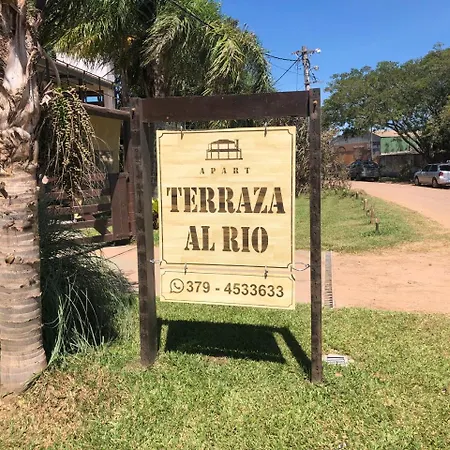 APART
TERRAZA
AL RIO
379 - 4533633